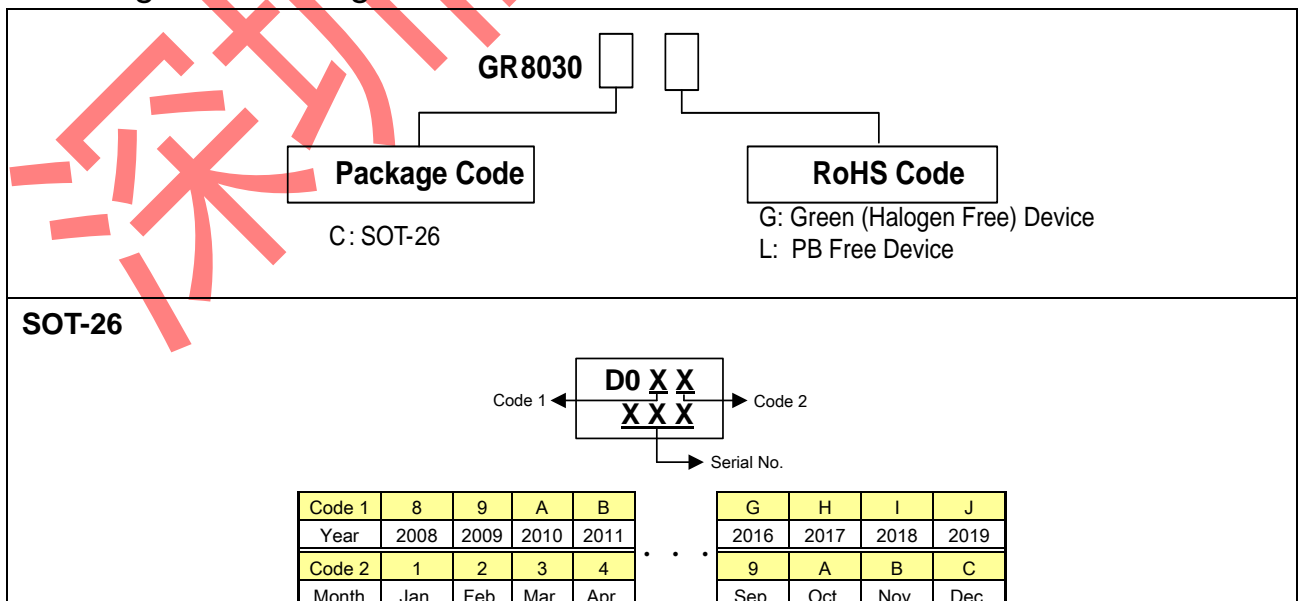 GR8030
Package Code
RoHS Code
C: SOT-26
G: Green (Halogen Free) Device
L: PB Free Device
SOT-26
D0 X X
Code 1
Code 2
X X X
Serial No.
Code 1 8 9 A B G H I J
Year 2008 2009 2010 2011 . . . 2016 2017 2018 2019
Code 2 1 2 3 4 9 A B C
Month Jan Feb Mar Apr Sep Oct Nov Dec